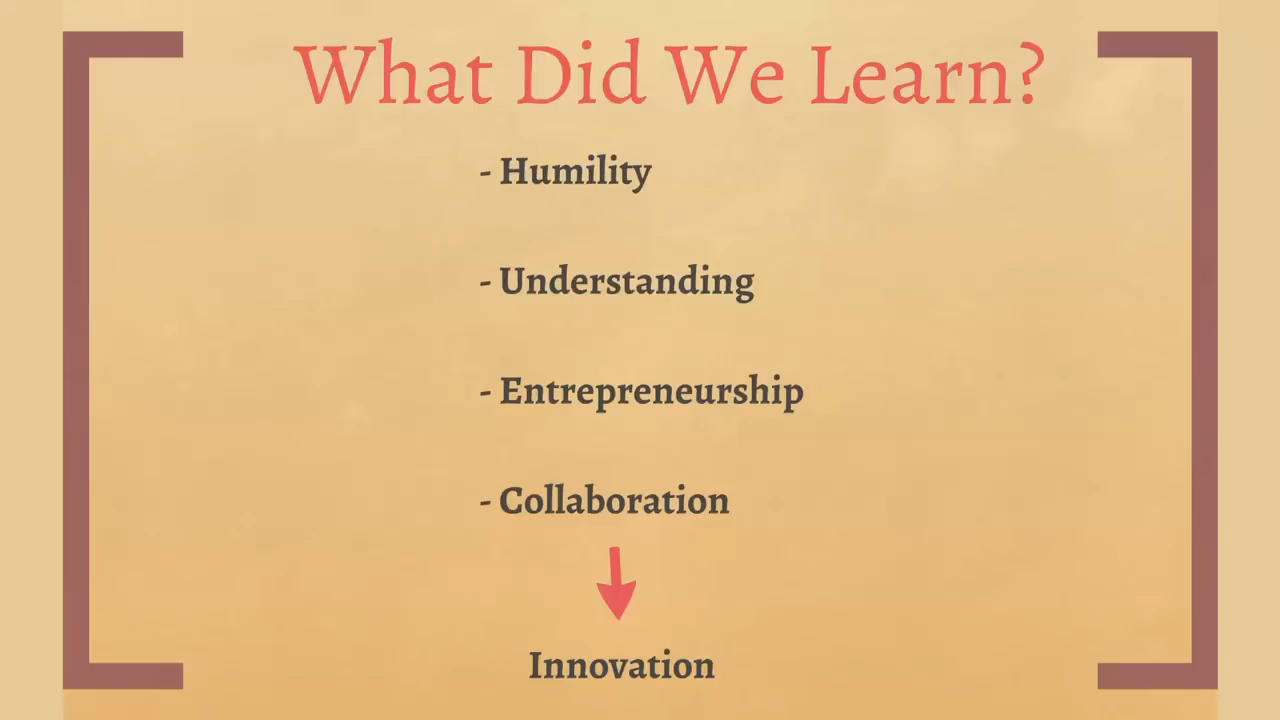 What Did We Learn?
- Humility
- Understanding
- Entrepreneurship
- Collaboration
Innovation